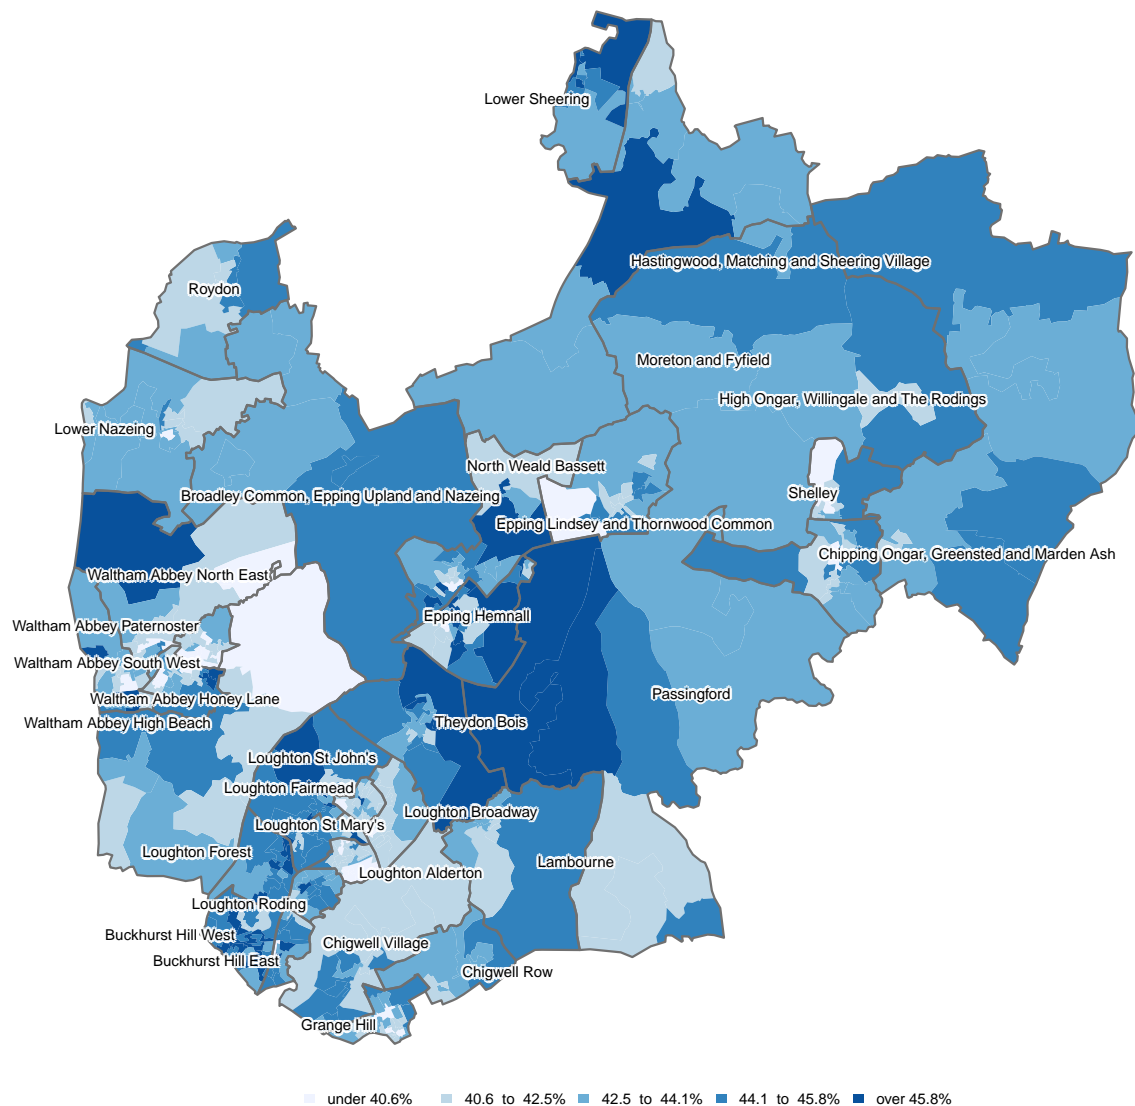 Lower Sheering
Hastingwood, Matching and Sheering Village
Roydon
Moreton and Fyfield
High Ongar, Willingale and The Rodings
Lower Nazeing
North Weald Bassett
Broadley Common, Epping Upland and Nazeing
Shelley
Epping Lindsey and Thornwood Common
Chipping Ongar, Greensted and Marden Ash
Waltham Abbey North East
Epping Hemnall
Waltham Abbey Paternoster
Waltham Abbey South West
Passingford
Waltham Abbey Honey Lane
Waltham Abbey High Beach
Theydon Bois
Loughton St John's
Loughton Fairmead
Loughton Broadway
Loughton St Mary's
Loughton Forest
Lambourne
Loughton Alderton
Loughton Roding
Buckhurst Hill West
Chigwell Village
Buckhurst Hill East
Chigwell Row
Grange Hill
under 40.6% 40.6 to 42.5% 42.5 to 44.1% 44.1 to 45.8% over 45.8%